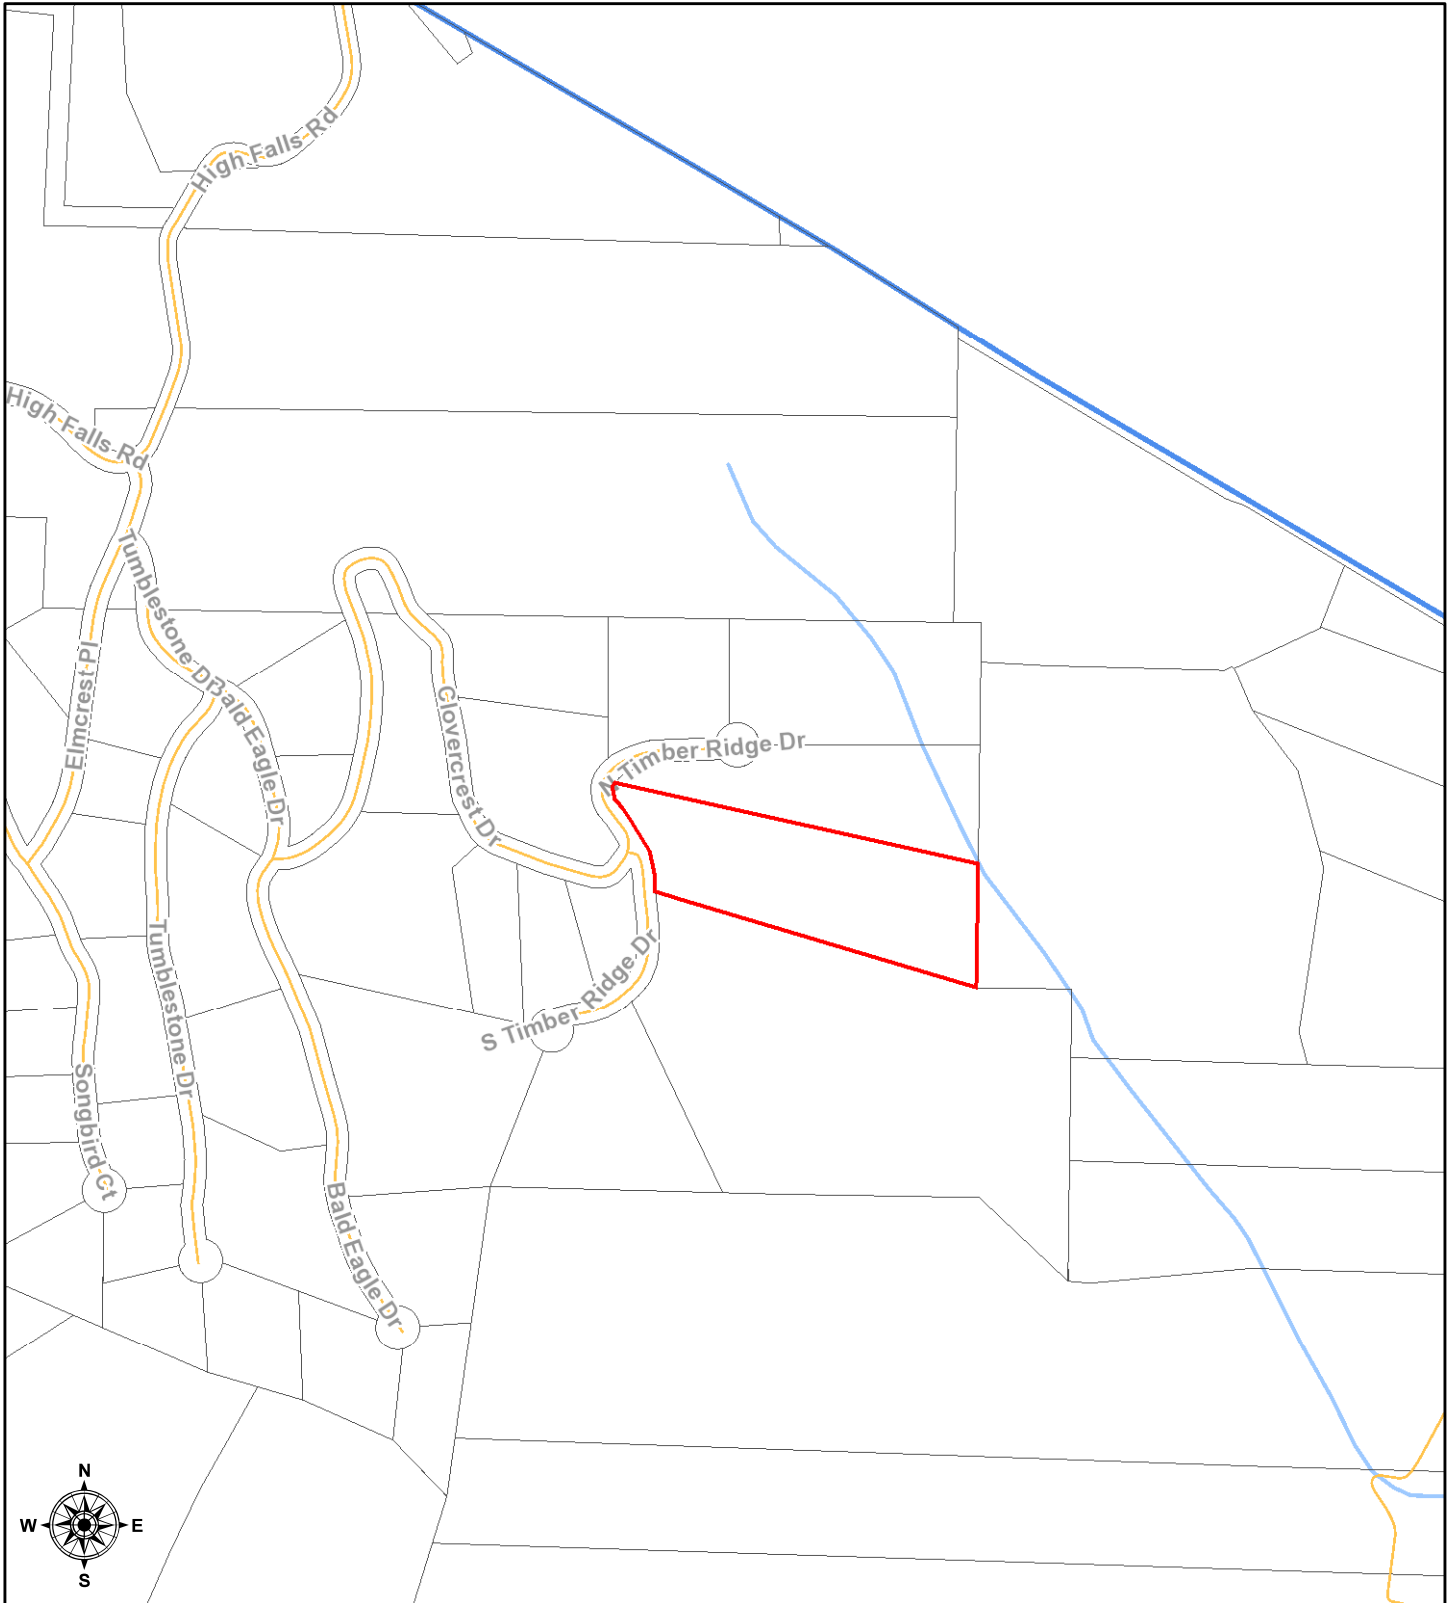 High Falls Rd
High Falls Rd
Tumblestone Dr
Bald Eagle Dr
Elmcrest Pl
Clovercrest Dr
N Timber Ridge Dr
Tumblestone Dr
S Timber Ridge Dr
Songbird Ct
Bald Eagle Dr
N
W E
S